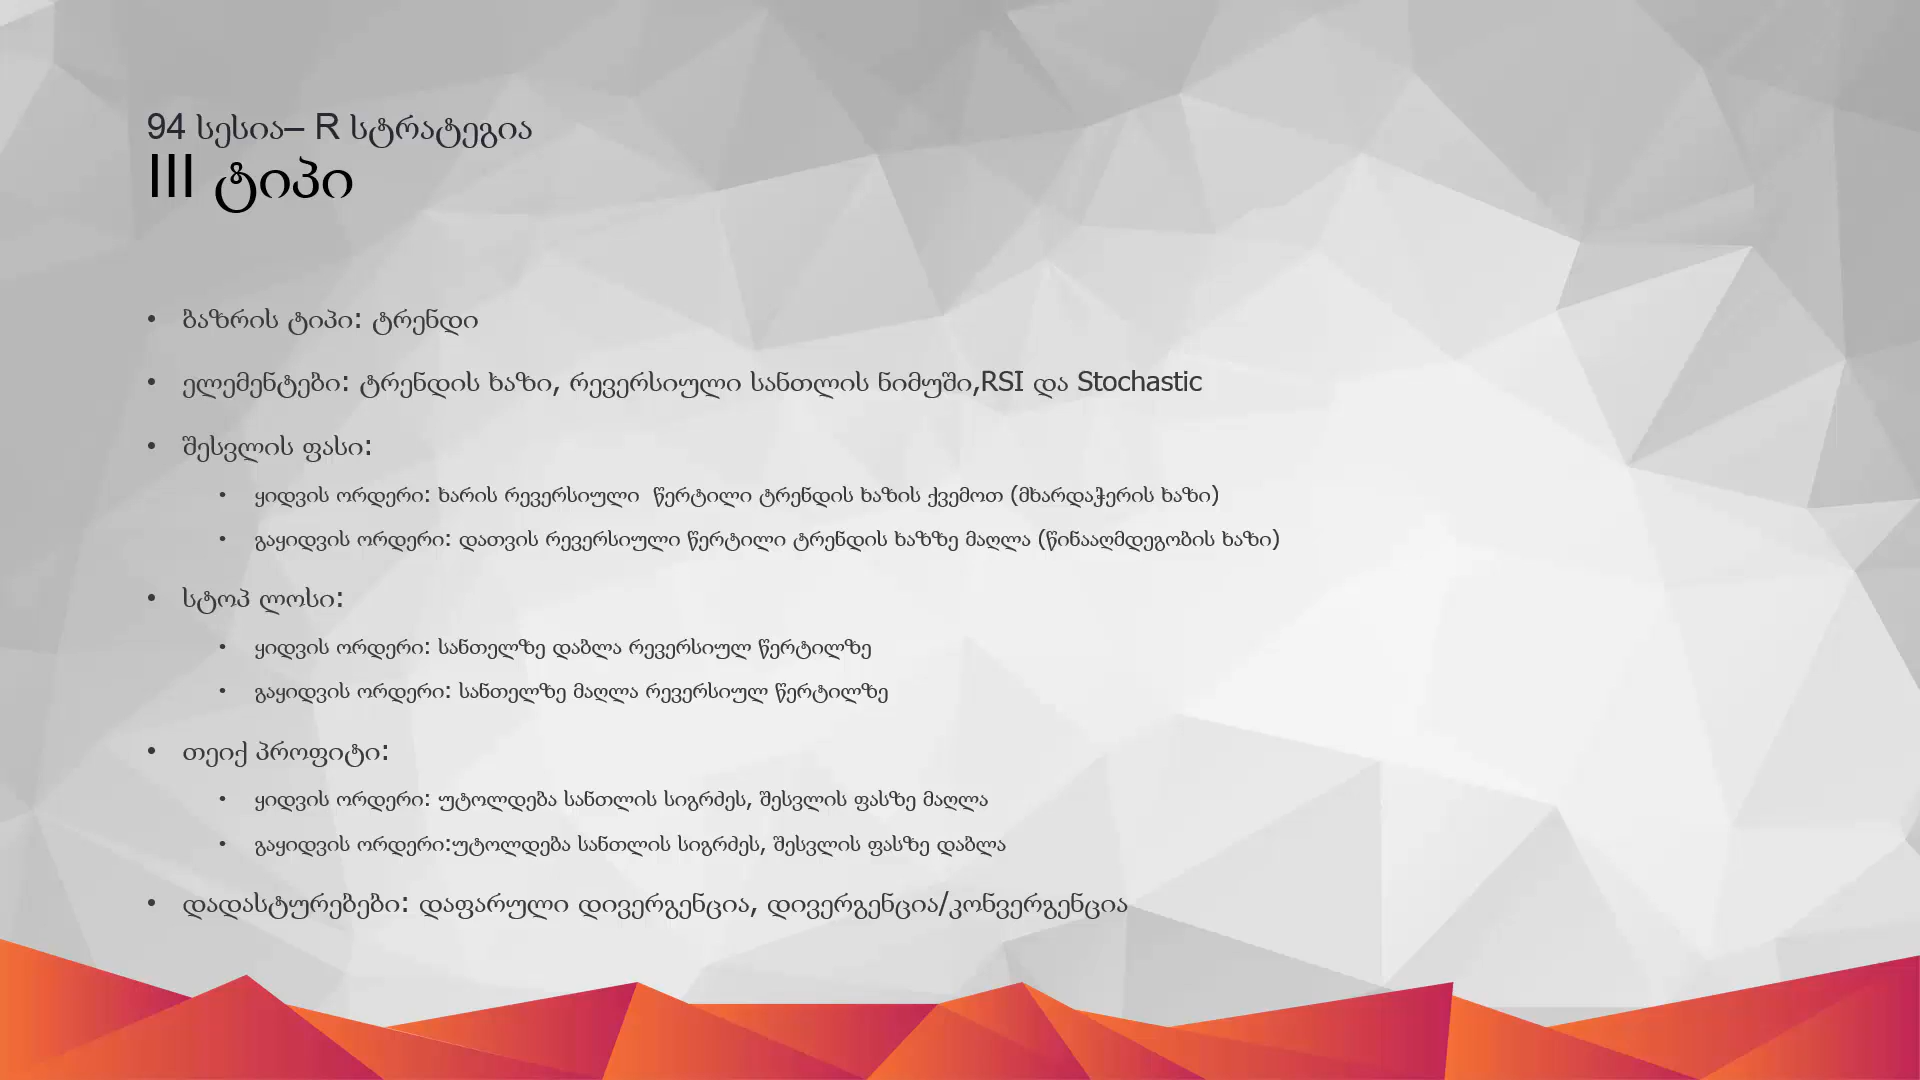 94 სესია– R სტრატეგია
III ტიპი
• ბაზრის ტიპი: ტრენდი
• ელემენტები: ტრენდის ხაზი, რევერსიული სანთლის ნიმუში,RSI და Stochastic
• შესვლის ფასი:
• ყიდვის ორდერი: ხარის რევერსიული წერტილი ტრენდის ხაზის ქვემოთ (მხარდაჭერის ხაზი)
• გაყიდვის ორდერი: დათვის რევერსიული წერტილი ტრენდის ხაზზე მაღლა (წინააღმდეგობის ხაზი)
• სტოპ ლოსი:
• ყიდვის ორდერი: სანთელზე დაბლა რევერსიულ წერტილზე
• გაყიდვის ორდერი: სანთელზე მაღლა რევერსიულ წერტილზე
• თეიქ პროფიტი:
• ყიდვის ორდერი: უტოლდება სანთლის სიგრძეს, შესვლის ფასზე მაღლა
• გაყიდვის ორდერი:უტოლდება სანთლის სიგრძეს, შესვლის ფასზე დაბლა
• დადასტურებები: დაფარული დივერგენცია, დივერგენცია/კონვერგენცია